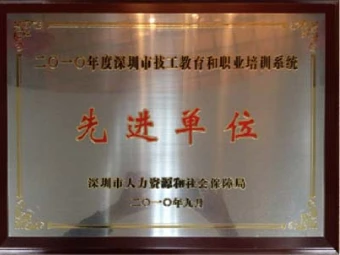 二〇一〇年度深圳市技工教育和职业培训系统
先进单位
深圳市人力资源和社会保障局
二〇一〇年九月